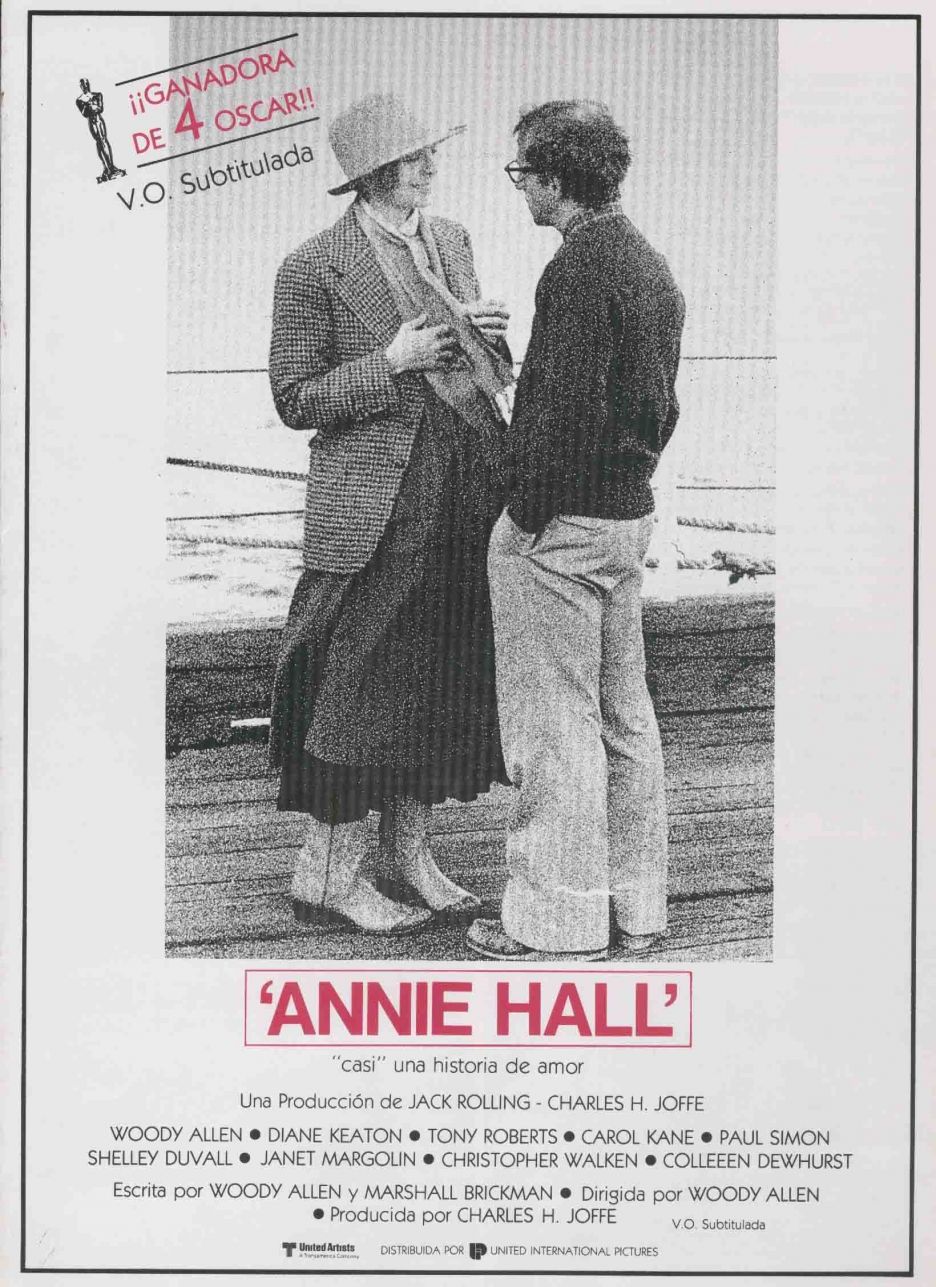 ¡¡GANADORA
DE 4 OSCAR!!
V.O. Subtitulada
‘ANNIE HALL’
“casi” una historia de amor
Una Producción de JACK ROLLING - CHARLES H. JOFFE
WOODY ALLEN ● DIANE KEATON ● TONY ROBERTS ● CAROL KANE ● PAUL SIMON
SHELLEY DUVALL ● JANET MARGOLIN ● CHRISTOPHER WALKEN ● COLLEEEN DEWHURST
Escrita por WOODY ALLEN y MARSHALL BRICKMAN ● Dirigida por WOODY ALLEN
● Producida por CHARLES H. JOFFE
V.O. Subtitulada
United Artists
A Transamerica Company
DISTRIBUIDA POR UNITED INTERNATIONAL PICTURES